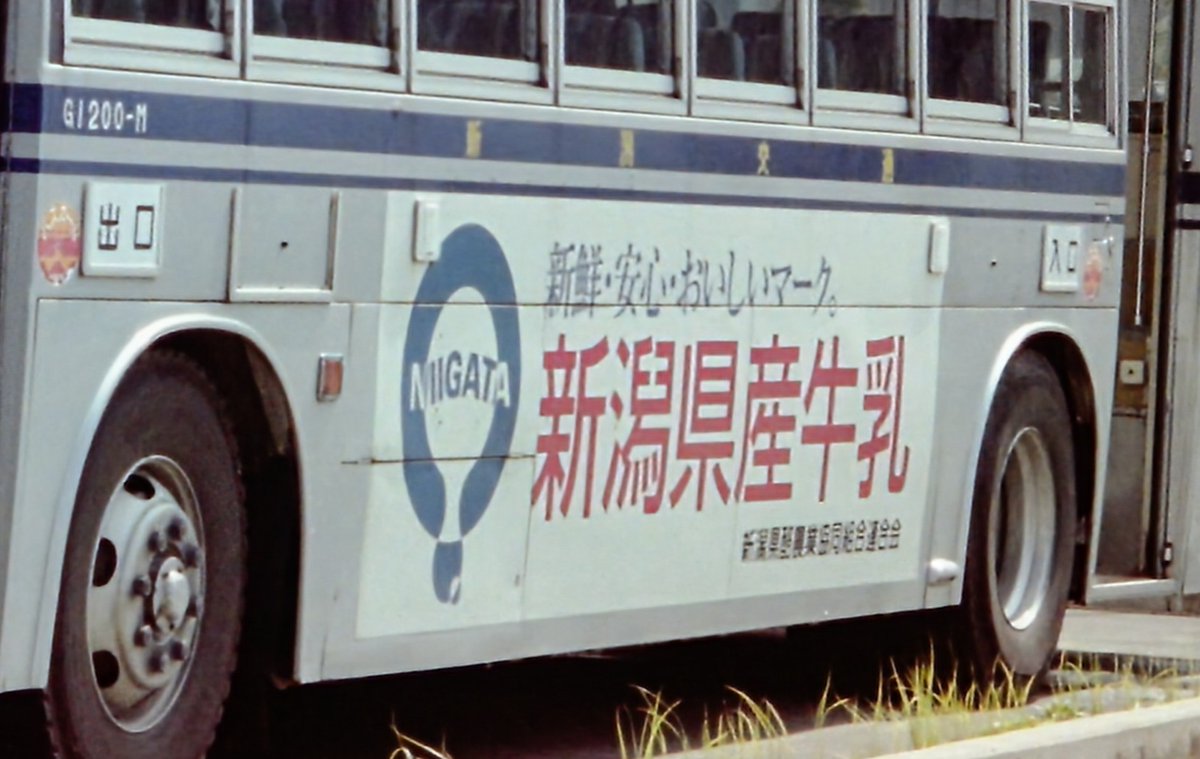 G1200-M
新潟交通
出口
入口
NIIGATA
新鮮・安心・おいしいマーク。
新潟県産牛乳
新潟県酪農業協同組合連合会